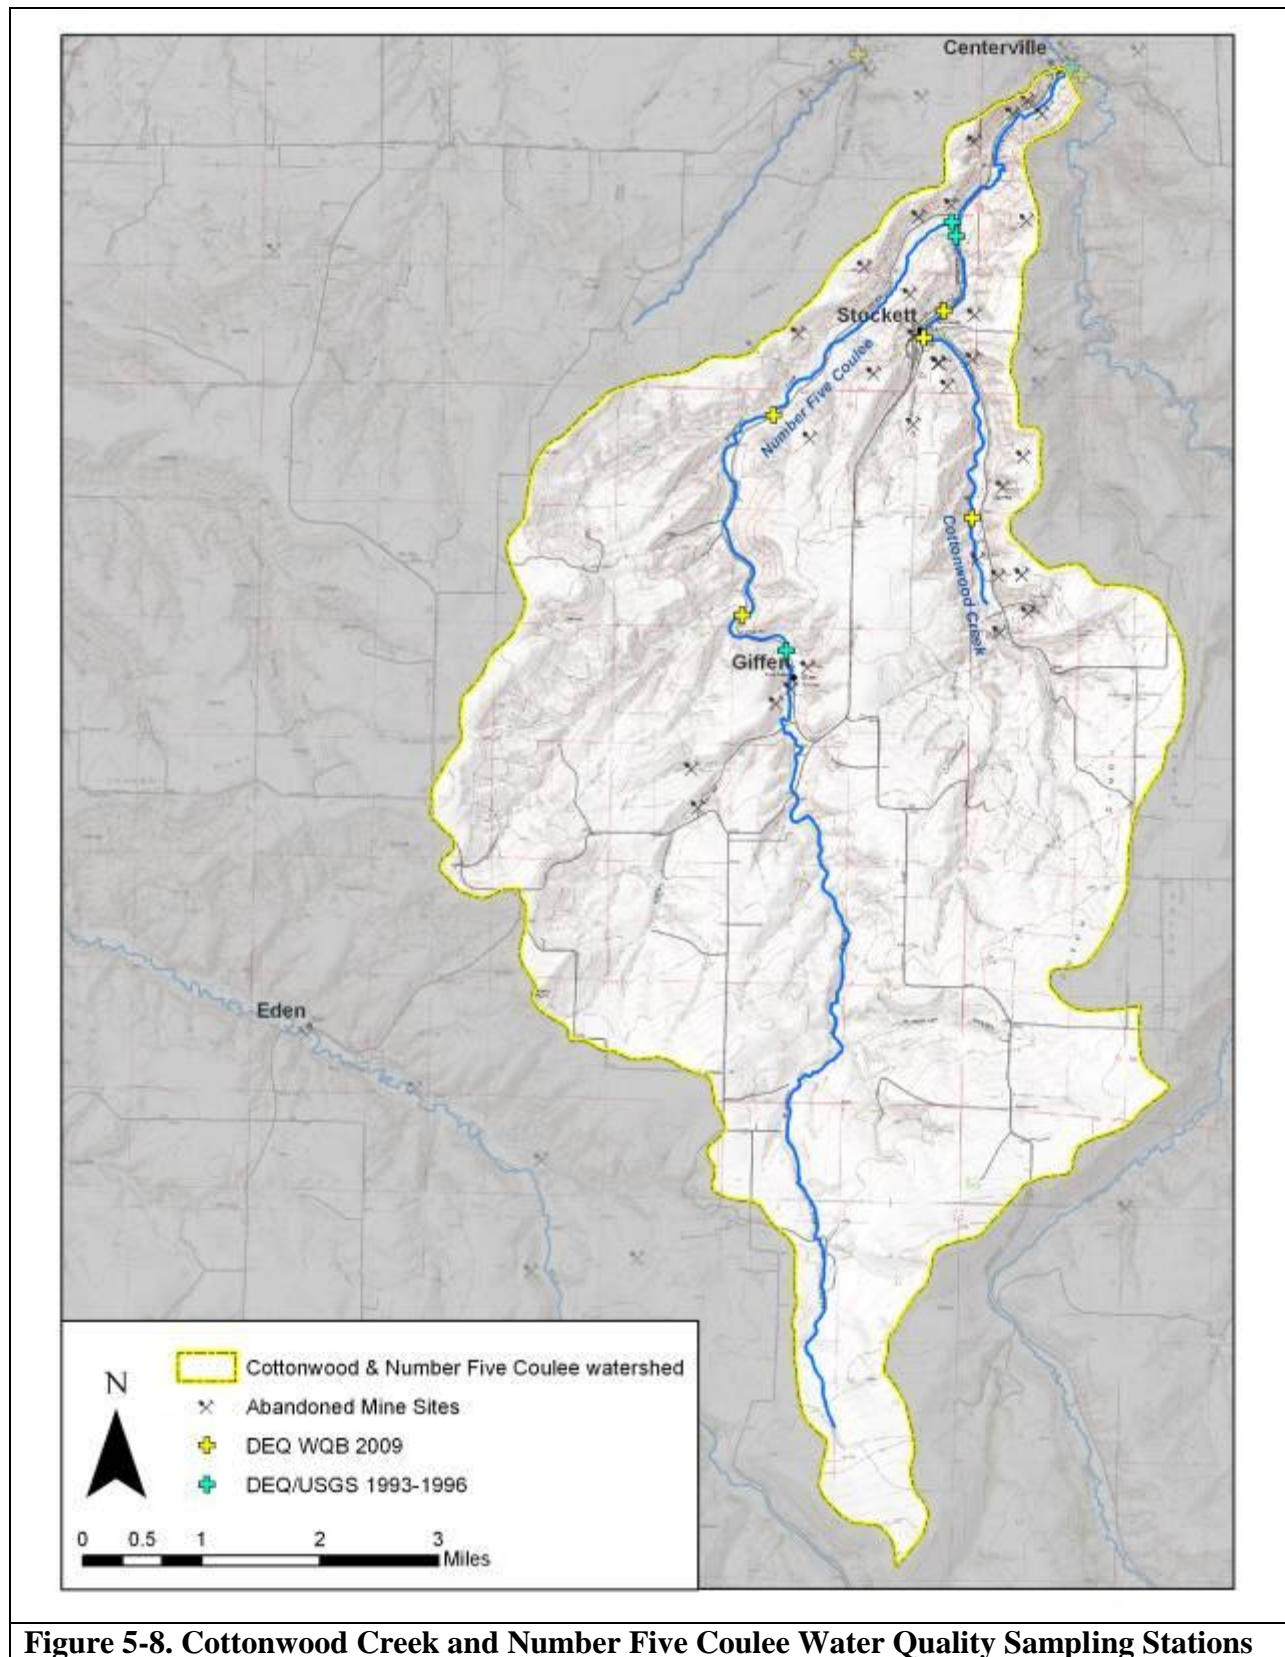 Centerville
Stockett
Number Five Coulee
Cottonwood Creek
Giffen
Eden
N
Cottonwood & Number Five Coulee watershed
Abandoned Mine Sites
DEQ WQB 2009
DEQ/USGS 1993-1996
0 0.5 1 2 3
Miles
Figure 5-8. Cottonwood Creek and Number Five Coulee Water Quality Sampling Stations